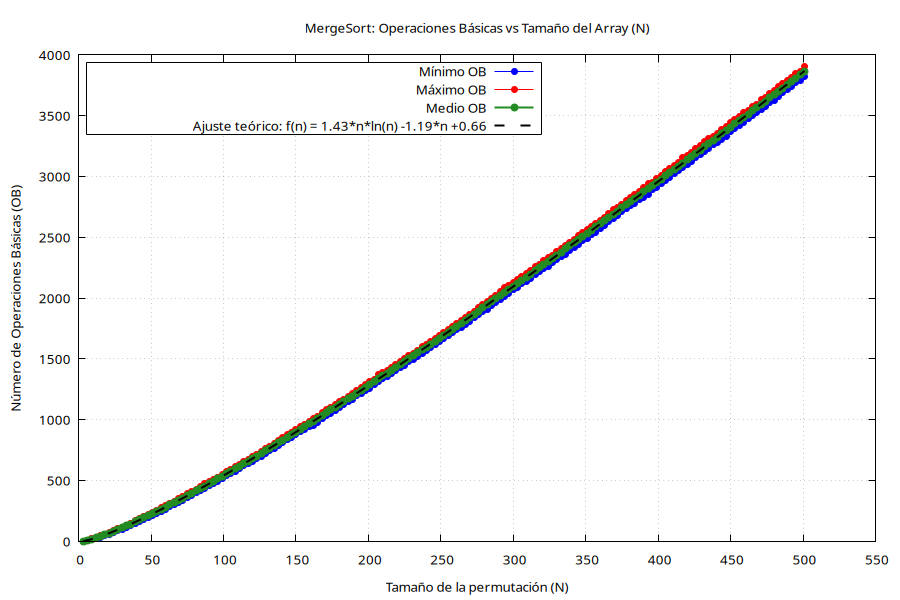 MergeSort: Operaciones Básicas vs Tamaño del Array (N)
Mínimo OB
Máximo OB
Medio OB
Ajuste teórico: f(n) = 1.43*n*ln(n) -1.19*n +0.66
Número de Operaciones Básicas (OB)
4000
3500
3000
2500
2000
1500
1000
500
0
0 50 100 150 200 250 300 350 400 450 500 550
Tamaño de la permutación (N)